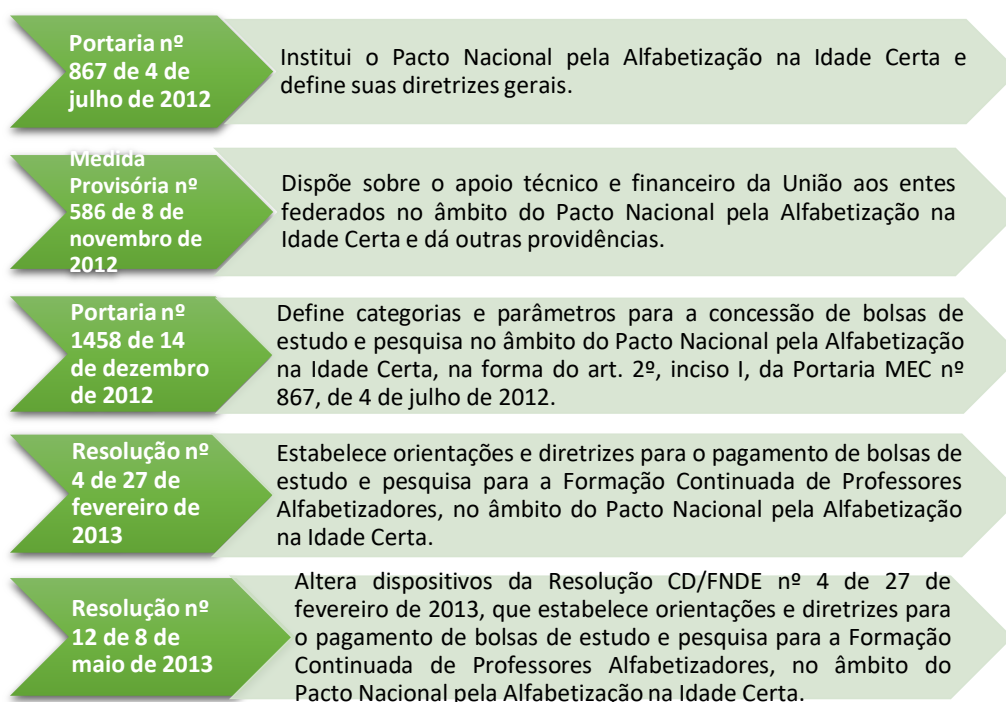 Portaria nº
867 de 4 de
julho de 2012
Institui o Pacto Nacional pela Alfabetização na Idade Certa e
define suas diretrizes gerais.
Medida
Provisória nº
586 de 8 de
novembro de
2012
Dispõe sobre o apoio técnico e financeiro da União aos entes
federados no âmbito do Pacto Nacional pela Alfabetização na
Idade Certa e dá outras providências.
Portaria nº
1458 de 14
de dezembro
de 2012
Define categorias e parâmetros para a concessão de bolsas de
estudo e pesquisa no âmbito do Pacto Nacional pela Alfabetização
na Idade Certa, na forma do art. 2º, inciso I, da Portaria MEC nº
867, de 4 de julho de 2012.
Resolução nº
4 de 27 de
fevereiro de
2013
Estabelece orientações e diretrizes para o pagamento de bolsas de
estudo e pesquisa para a Formação Continuada de Professores
Alfabetizadores, no âmbito do Pacto Nacional pela Alfabetização
na Idade Certa.
Resolução nº
12 de 8 de
maio de 2013
Altera dispositivos da Resolução CD/FNDE nº 4 de 27 de
fevereiro de 2013, que estabelece orientações e diretrizes para
o pagamento de bolsas de estudo e pesquisa para a Formação
Continuada de Professores Alfabetizadores, no âmbito do
Pacto Nacional pela Alfabetização na Idade Certa.